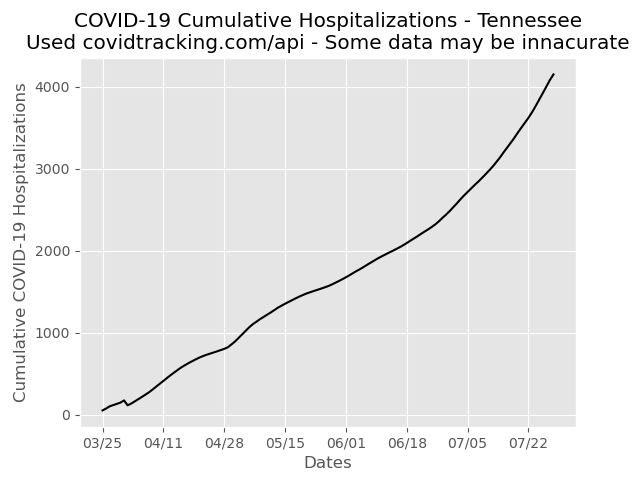 COVID-19 Cumulative Hospitalizations - Tennessee
Used covidtracking.com/api - Some data may be innacurate
Cumulative COVID-19 Hospitalizations
4000
3000
2000
1000
0
03/25 04/11 04/28 05/15 06/01 06/18 07/05 07/22
Dates